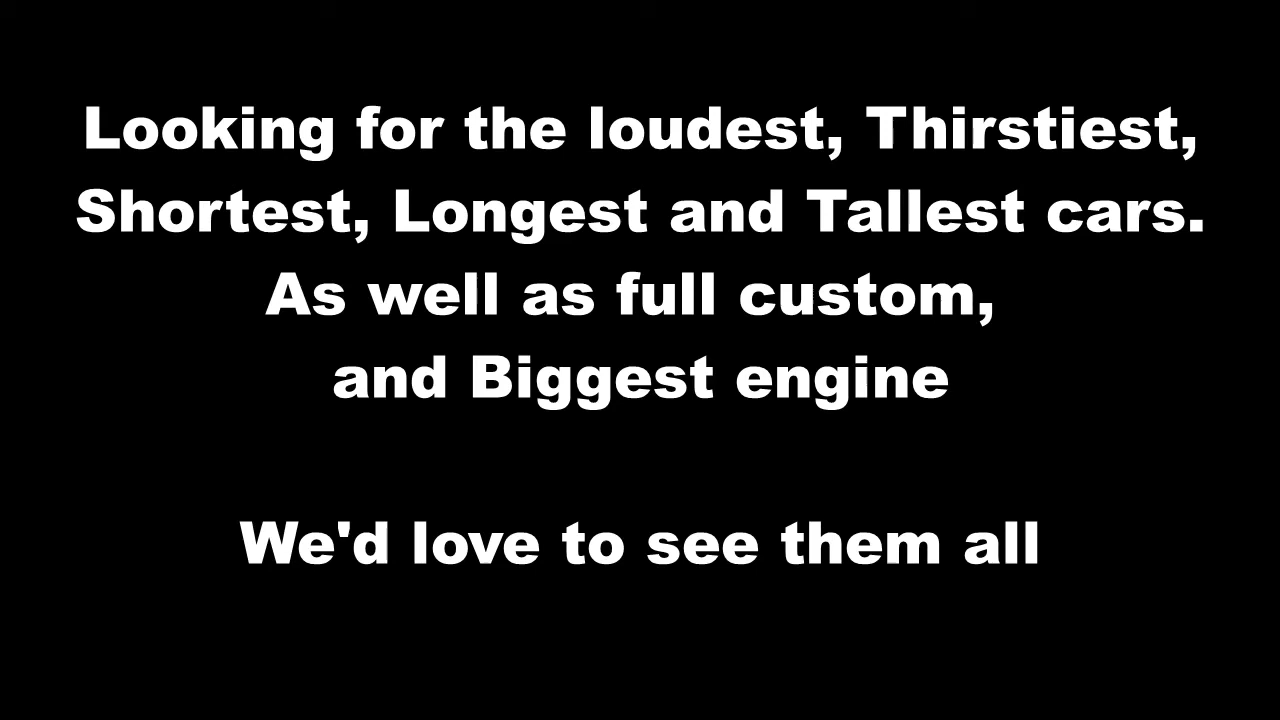 Looking for the loudest, Thirstiest,
Shortest, Longest and Tallest cars.
As well as full custom,
and Biggest engine
We'd love to see them all